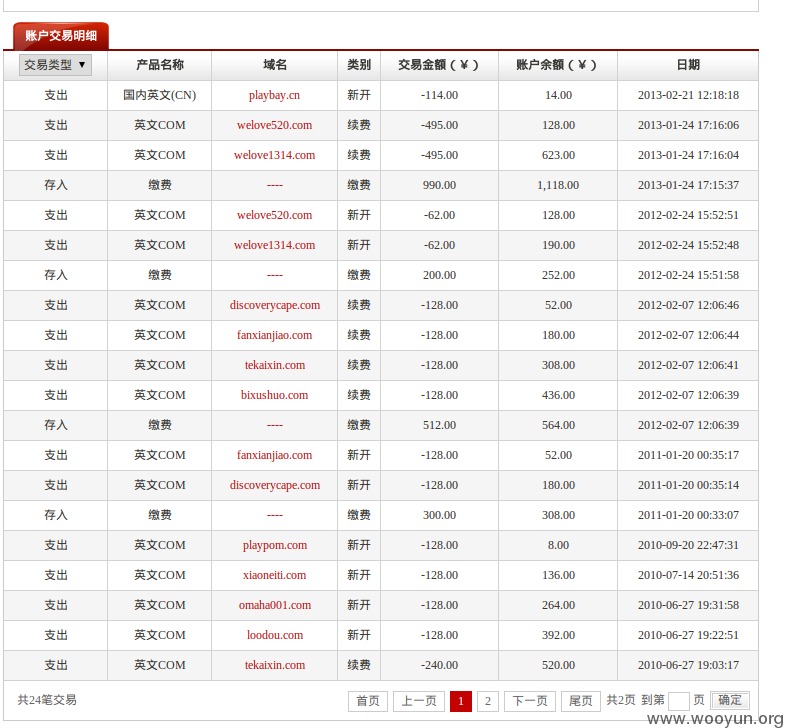 账户交易明细
交易类型 ▼ 产品名称 域名 类别 交易金额（￥） 账户余额（￥） 日期
支出 国内英文(CN) playbay.cn 新开 -114.00 14.00 2013-02-21 12:18:18
支出 英文COM welove520.com 续费 -495.00 128.00 2013-01-24 17:16:06
支出 英文COM welove1314.com 续费 -495.00 623.00 2013-01-24 17:16:04
存入 缴费 ---- 缴费 990.00 1,118.00 2013-01-24 17:15:37
支出 英文COM welove520.com 新开 -62.00 128.00 2012-02-24 15:52:51
支出 英文COM welove1314.com 新开 -62.00 190.00 2012-02-24 15:52:48
存入 缴费 ---- 缴费 200.00 252.00 2012-02-24 15:51:58
支出 英文COM discoverycape.com 续费 -128.00 52.00 2012-02-07 12:06:46
支出 英文COM fanxianjiao.com 续费 -128.00 180.00 2012-02-07 12:06:44
支出 英文COM tekaixin.com 续费 -128.00 308.00 2012-02-07 12:06:41
支出 英文COM bixushuo.com 续费 -128.00 436.00 2012-02-07 12:06:39
存入 缴费 ---- 缴费 512.00 564.00 2012-02-07 12:06:39
支出 英文COM fanxianjiao.com 新开 -128.00 52.00 2011-01-20 00:35:17
支出 英文COM discoverycape.com 新开 -128.00 180.00 2011-01-20 00:35:14
存入 缴费 ---- 缴费 300.00 308.00 2011-01-20 00:33:07
支出 英文COM playpom.com 新开 -128.00 8.00 2010-09-20 22:47:31
支出 英文COM xiaoneiti.com 新开 -128.00 136.00 2010-07-14 20:51:36
支出 英文COM omaha001.com 新开 -128.00 264.00 2010-06-27 19:31:58
支出 英文COM loodou.com 新开 -128.00 392.00 2010-06-27 19:22:51
支出 英文COM tekaixin.com 续费 -240.00 520.00 2010-06-27 19:03:17
共24笔交易 首页 上一页 1 2 下一页 尾页 共2页 到第 页 确定
www.wooyun.org